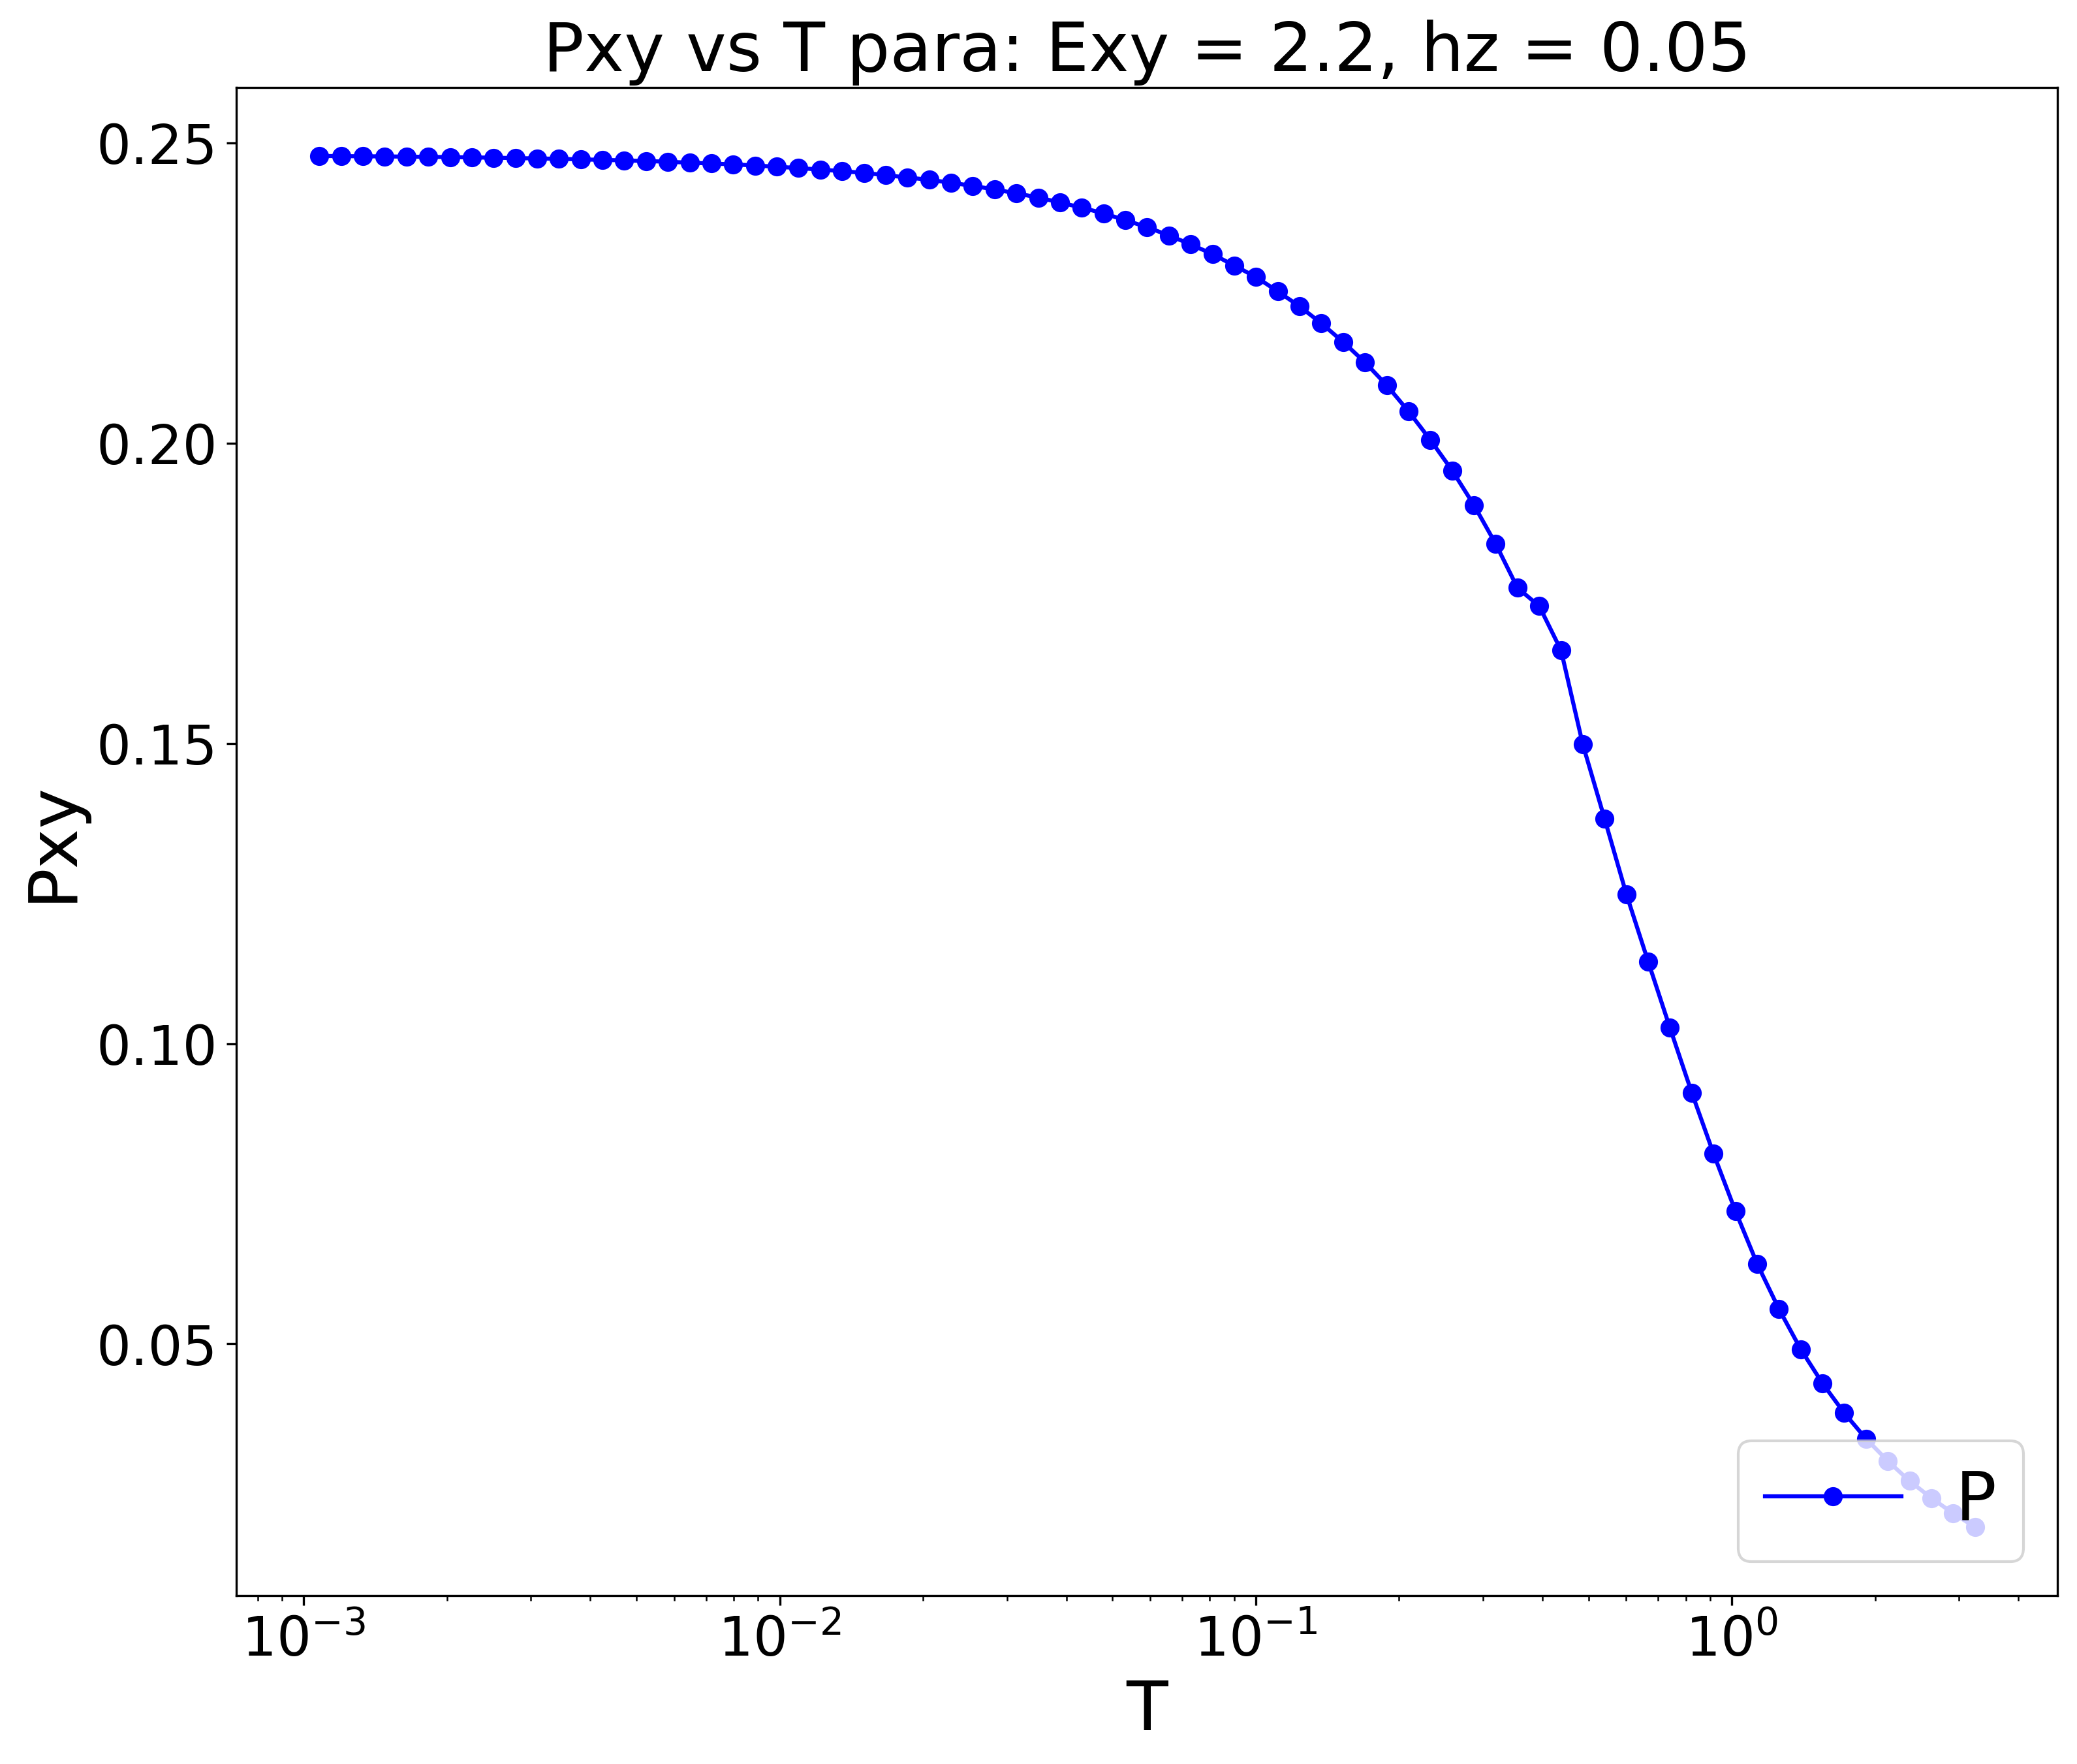 Pxy vs T para: Exy = 2.2, hz = 0.05
0.25
0.20
0.15
0.10
0.05
Pxy
P
10⁻³ 10⁻² 10⁻¹ 10⁰
T